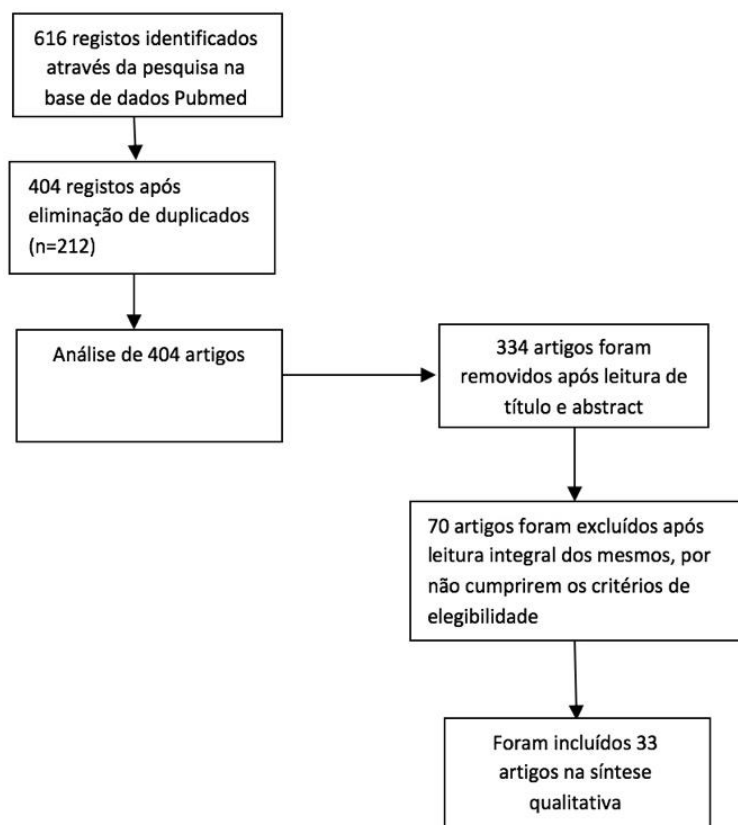 616 registos identificados
através da pesquisa na
base de dados Pubmed
404 registos após
eliminação de duplicados
(n=212)
Análise de 404 artigos
334 artigos foram
removidos após leitura de
título e abstract
70 artigos foram excluídos após
leitura integral dos mesmos, por
não cumprirem os critérios de
elegibilidade
Foram incluídos 33
artigos na síntese
qualitativa